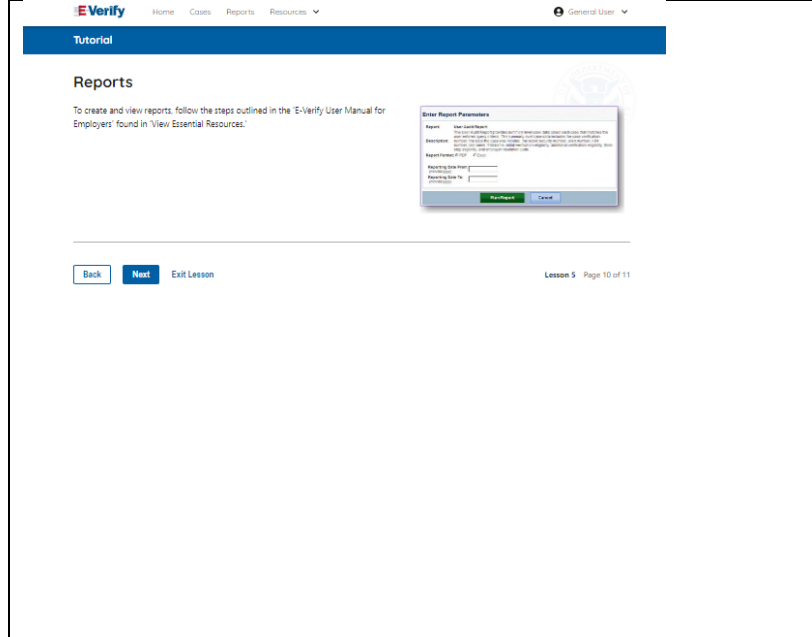 E-Verify Home Cases Reports Resources General User
Tutorial
Reports
To create and view reports, follow the steps outlined in the 'E-Verify User Manual for
Employers' found in 'View Essential Resources.'
Enter Report Parameters
Report: User Audit Report
Description:
Report Format: PDF
Reporting Date From:
Reporting Date To:
Run Report Cancel
Back Next Exit Lesson Lesson 5 Page 10 of 11